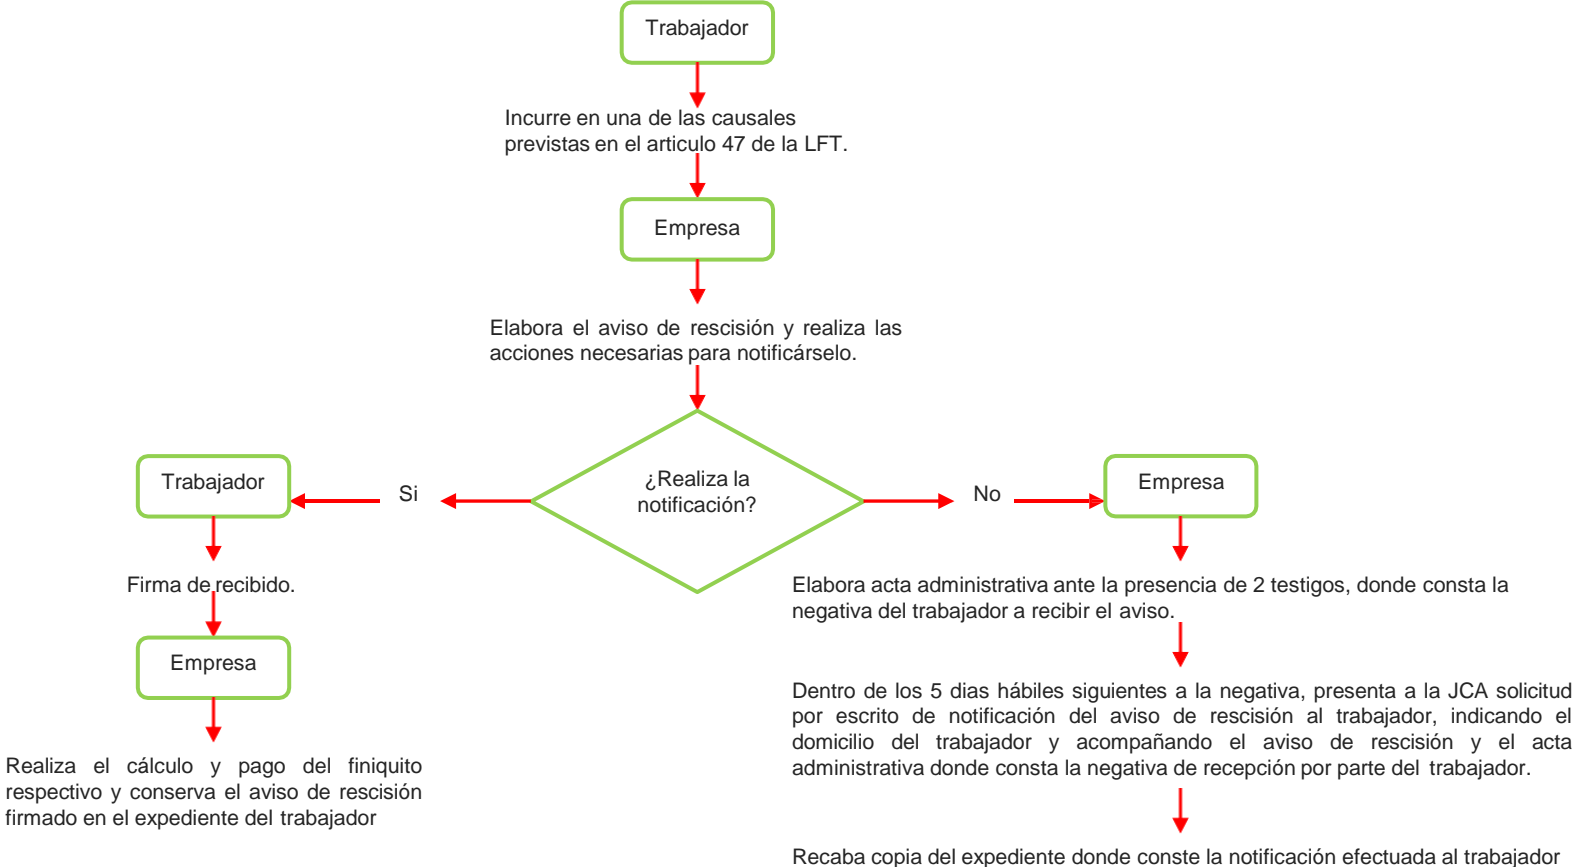 Trabajador
Incurre en una de las causales
previstas en el articulo 47 de la LFT.
Empresa
Elabora el aviso de rescisión y realiza las
acciones necesarias para notificárselo.
¿Realiza la
notificación?
Si
Trabajador
Firma de recibido.
Empresa
Realiza el cálculo y pago del finiquito
respectivo y conserva el aviso de rescisión
firmado en el expediente del trabajador
No
Empresa
Elabora acta administrativa ante la presencia de 2 testigos, donde consta la
negativa del trabajador a recibir el aviso.
Dentro de los 5 dias hábiles siguientes a la negativa, presenta a la JCA solicitud
por escrito de notificación del aviso de rescisión al trabajador, indicando el
domicilio del trabajador y acompañando el aviso de rescisión y el acta
administrativa donde consta la negativa de recepción por parte del trabajador.
Recaba copia del expediente donde conste la notificación efectuada al trabajador